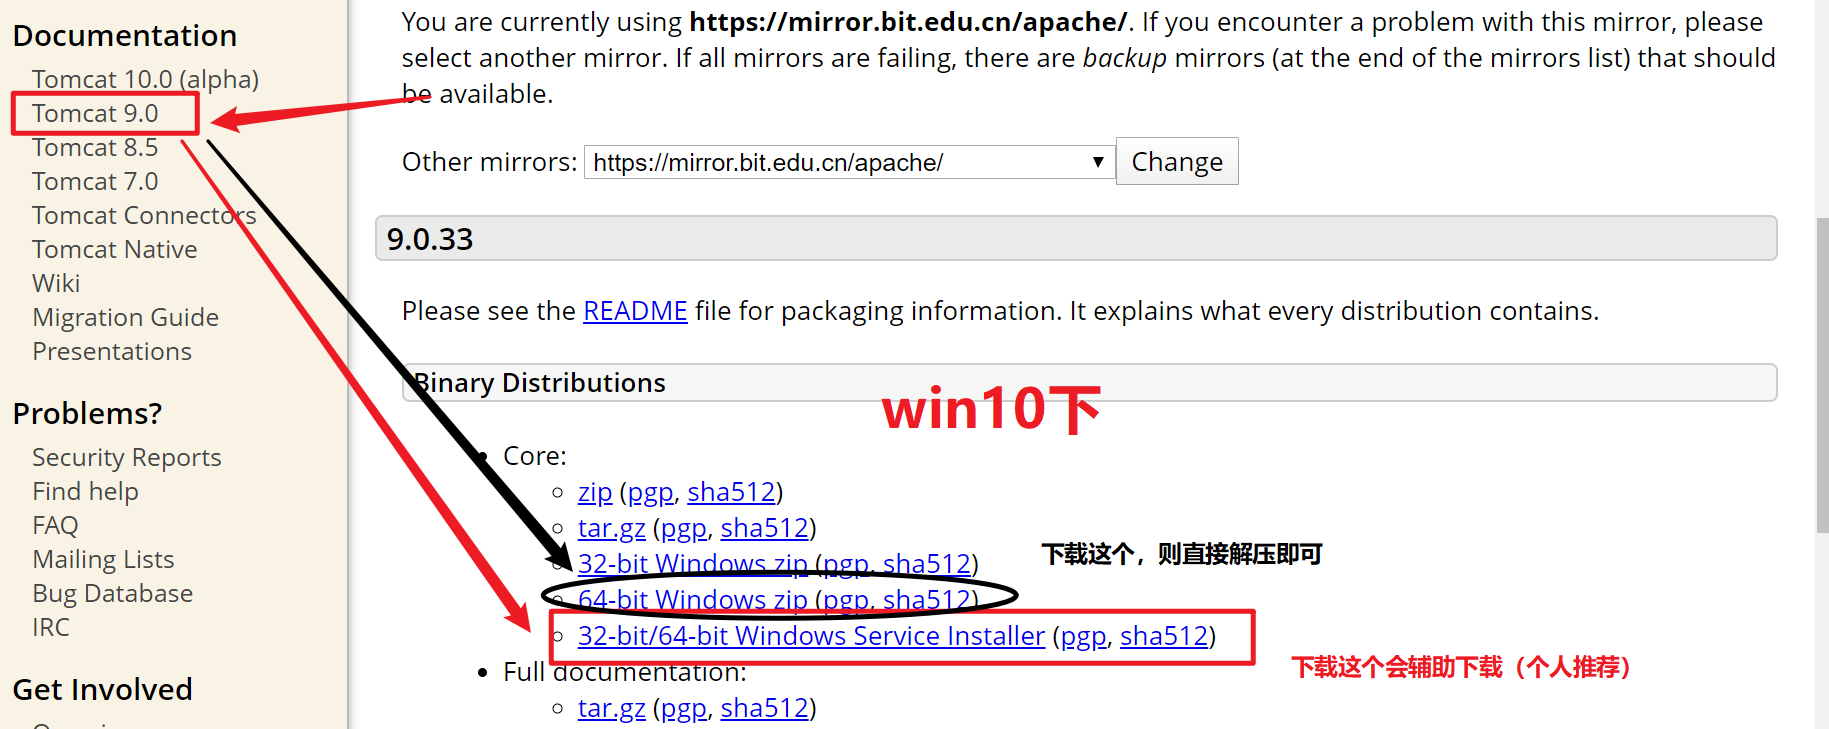 Documentation
Tomcat 10.0 (alpha)
Tomcat 9.0
Tomcat 8.5
Tomcat 7.0
Tomcat Connectors
Tomcat Native
Wiki
Migration Guide
Presentations
Problems?
Security Reports
Find help
FAQ
Mailing Lists
Bug Database
IRC
Get Involved
You are currently using https://mirror.bit.edu.cn/apache/. If you encounter a problem with this mirror, please
select another mirror. If all mirrors are failing, there are backup mirrors (at the end of the mirrors list) that should
be available.
Other mirrors: https://mirror.bit.edu.cn/apache/ Change
9.0.33
Please see the README file for packaging information. It explains what every distribution contains.
Binary Distributions
win10下
Core:
zip (pgp, sha512)
tar.gz (pgp, sha512)
32-bit Windows zip (pgp, sha512)
下载这个，则直接解压即可
64-bit Windows zip (pgp, sha512)
32-bit/64-bit Windows Service Installer (pgp, sha512)
下载这个会辅助下载（个人推荐）
Full documentation:
tar.gz (pgp, sha512)